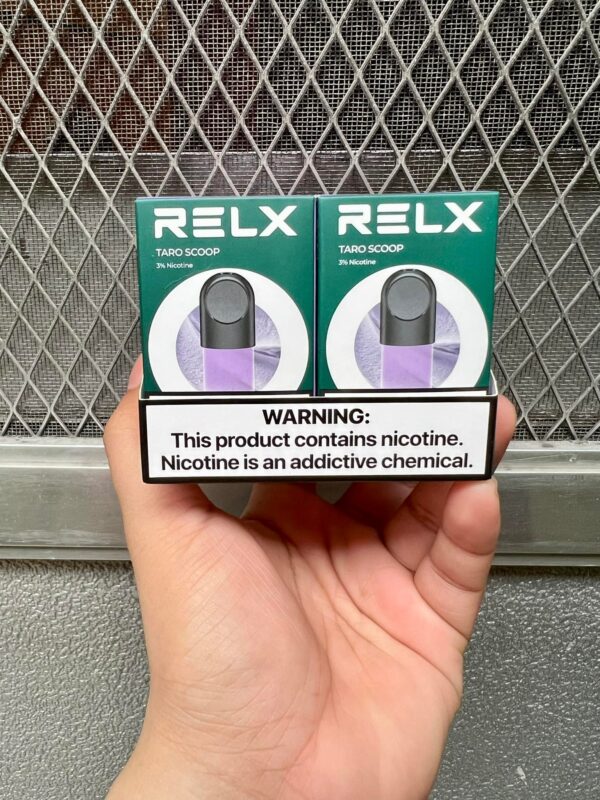 RELX
TARO SCOOP
3% Nicotine
RELX
TARO SCOOP
3% Nicotine
WARNING:
This product contains nicotine.
Nicotine is an addictive chemical.